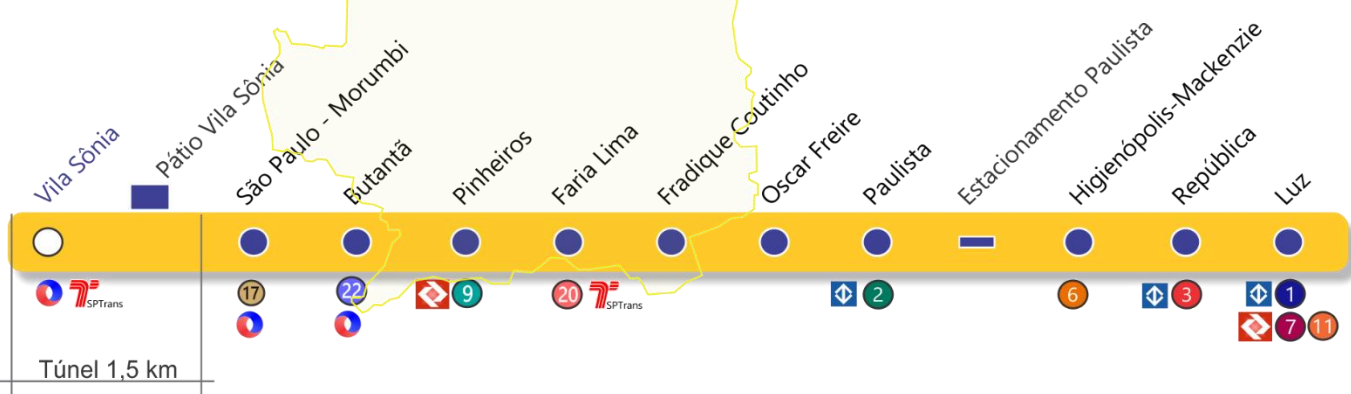 Vila Sônia
Pátio Vila Sônia
São Paulo - Morumbi
Butantã
Pinheiros
Faria Lima
Fradique Coutinho
Oscar Freire
Paulista
Estacionamento Paulista
Higienópolis-Mackenzie
República
Luz
SPTrans
17
22
9
20
SPTrans
2
6
3
1
7
11
Túnel 1,5 km